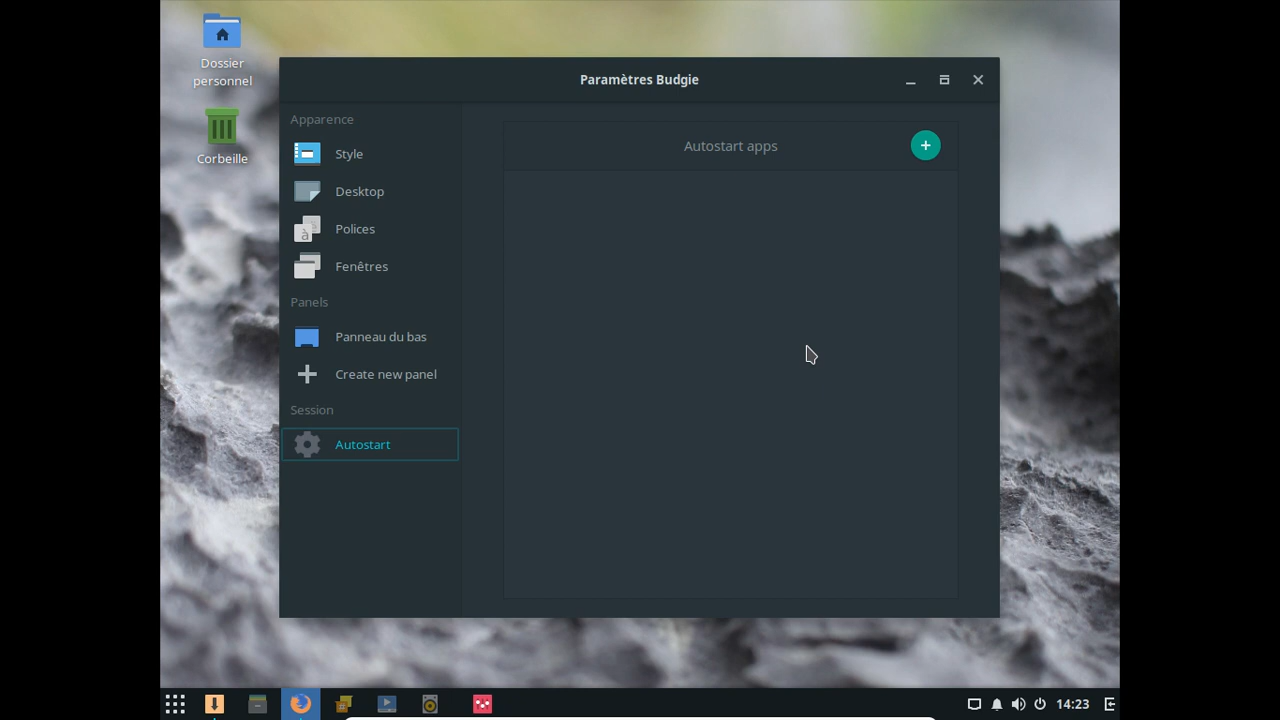 Dossier
personnel
Corbeille
Paramètres Budgie
Apparence
Style
Desktop
Polices
Fenêtres
Panels
Panneau du bas
Create new panel
Session
Autostart
Autostart apps
14:23